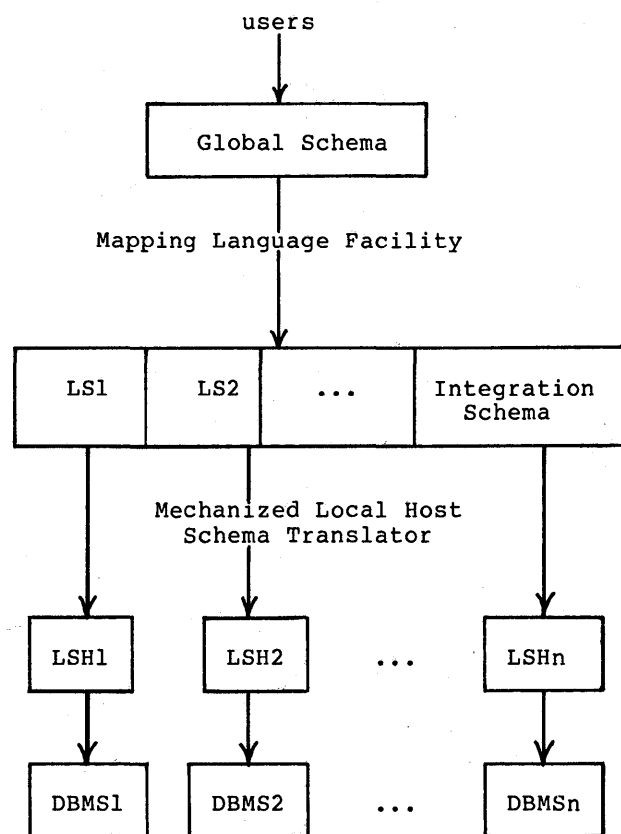 users
Global Schema
Mapping Language Facility
LS1 LS2 ... Integration
Schema
Mechanized Local Host
Schema Translator
LSH1 LSH2 ... LSHn
DBMS1 DBMS2 ... DBMSn